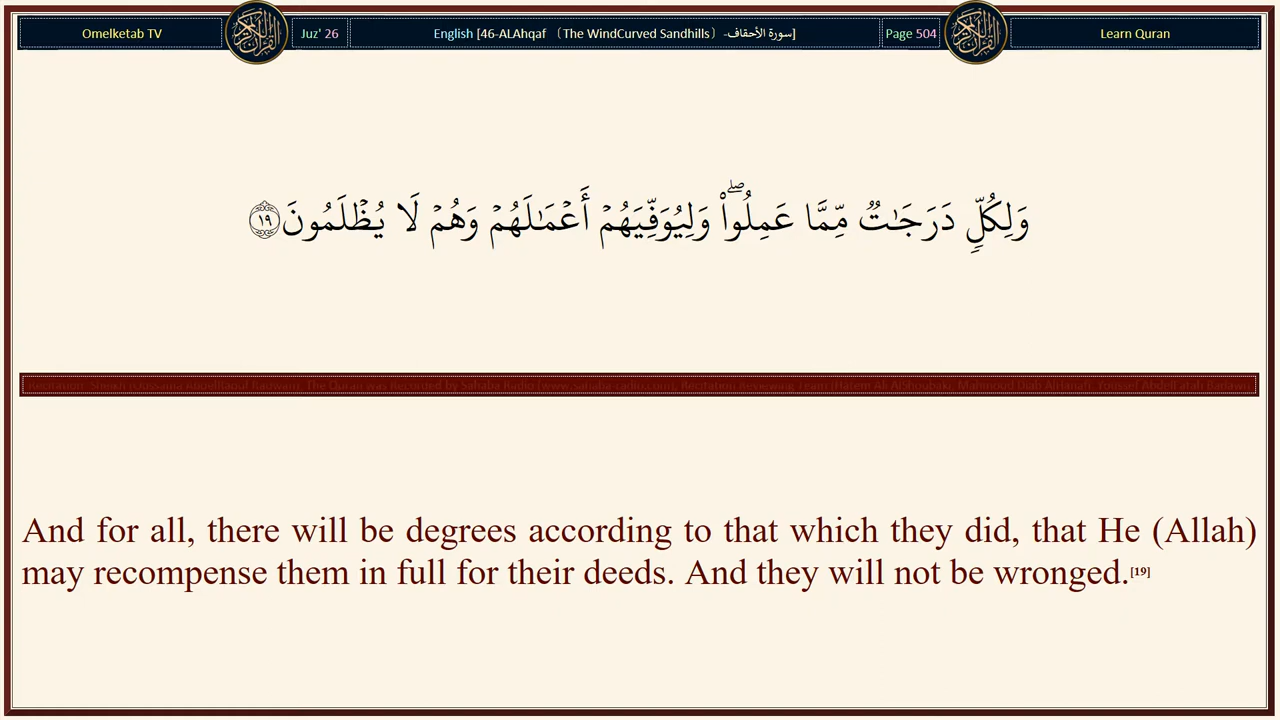 Omelketab TV
Juz' 26
English [46-ALAhqaf （The WindCurved Sandhills） -سورة الأحقاف]
Page 504
Learn Quran
وَلِكُلّٖ دَرَجَٰتٞ مِّمَّا عَمِلُواْۖ وَلِيُوَفِّيَهُمۡ أَعۡمَٰلَهُمۡ وَهُمۡ لَا يُظۡلَمُونَ ١٩
And for all, there will be degrees according to that which they did, that He (Allah)
may recompense them in full for their deeds. And they will not be wronged.[19]